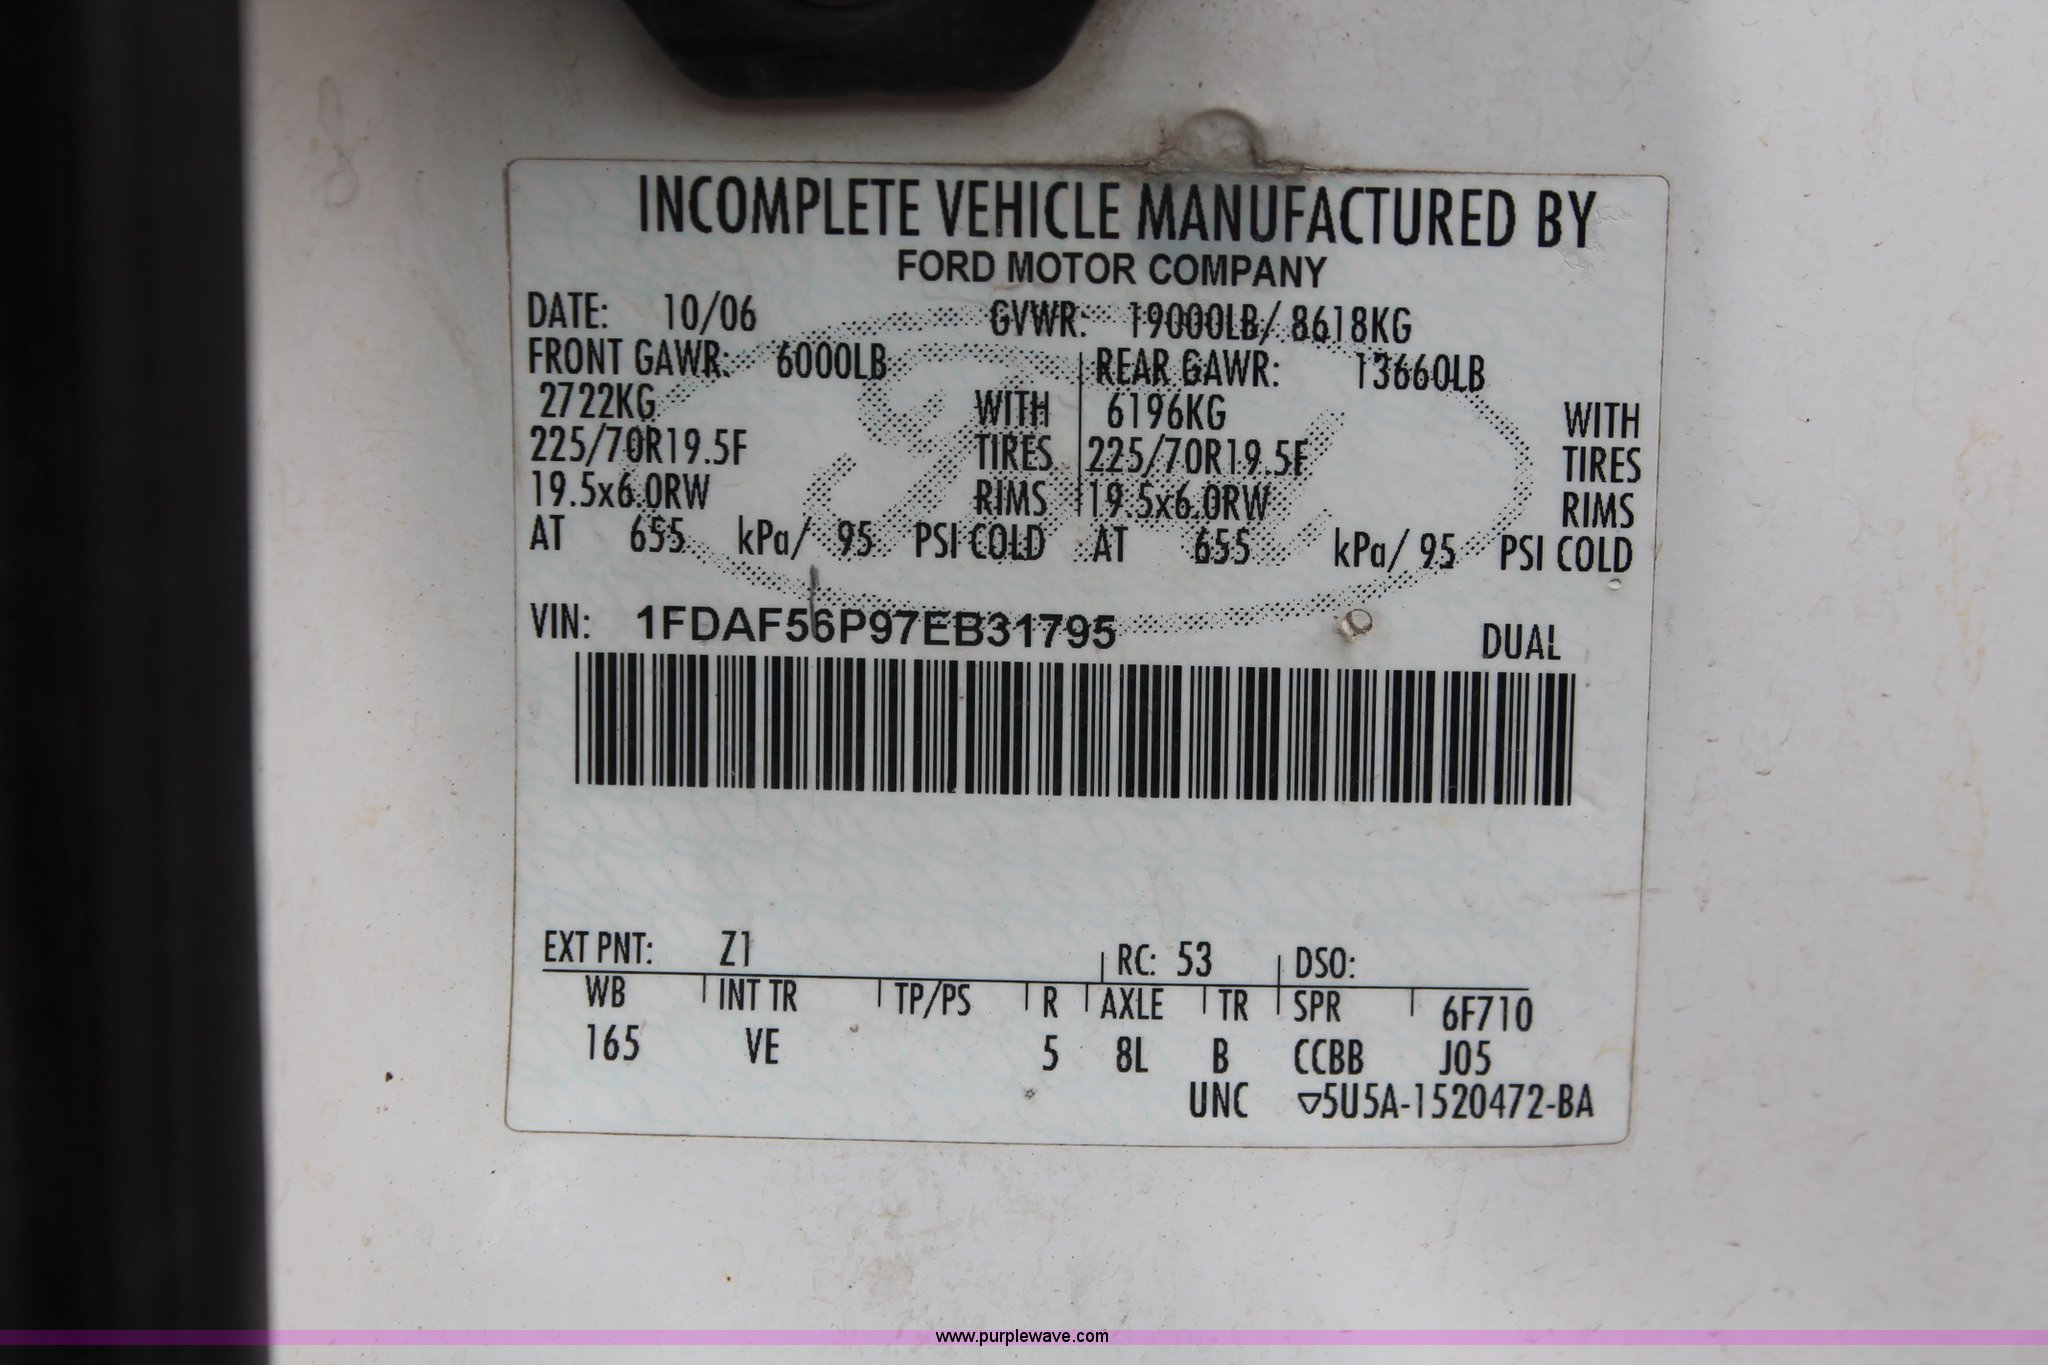 INCOMPLETE VEHICLE MANUFACTURED BY
FORD MOTOR COMPANY
DATE: 10/06 GVWR: 19000LB/ 8618KG
FRONT GAWR: 6000LB REAR GAWR: 13660LB
2722KG WITH 6196KG WITH
225/70R19.5F TIRES 225/70R19.5F TIRES
19.5x6.0RW RIMS 19.5x6.0RW RIMS
AT 655 kPa/ 95 PSI COLD AT 655 kPa/ 95 PSI COLD
VIN: 1FDAF56P97EB31795 DUAL
EXT PNT: Z1 RC: 53 DSO:
WB INT TR TP/PS R AXLE TR SPR 6F710
165 VE 5 8L B CCBB J05
UNC ▽5U5A-1520472-BA
www.purplewave.com